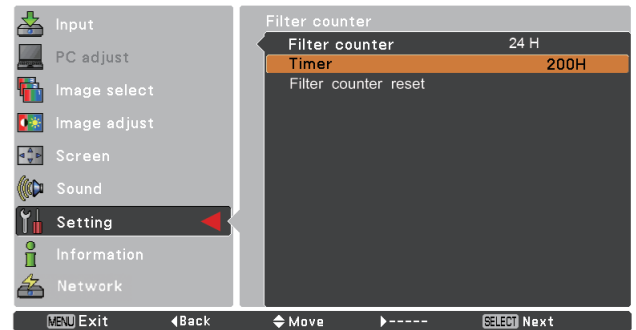 Input
PC adjust
Image select
Image adjust
Screen
Sound
Setting
Information
Network
Filter counter
Filter counter 24 H
Timer 200H
Filter counter reset
MENU Exit Back Move ----- SELECT Next